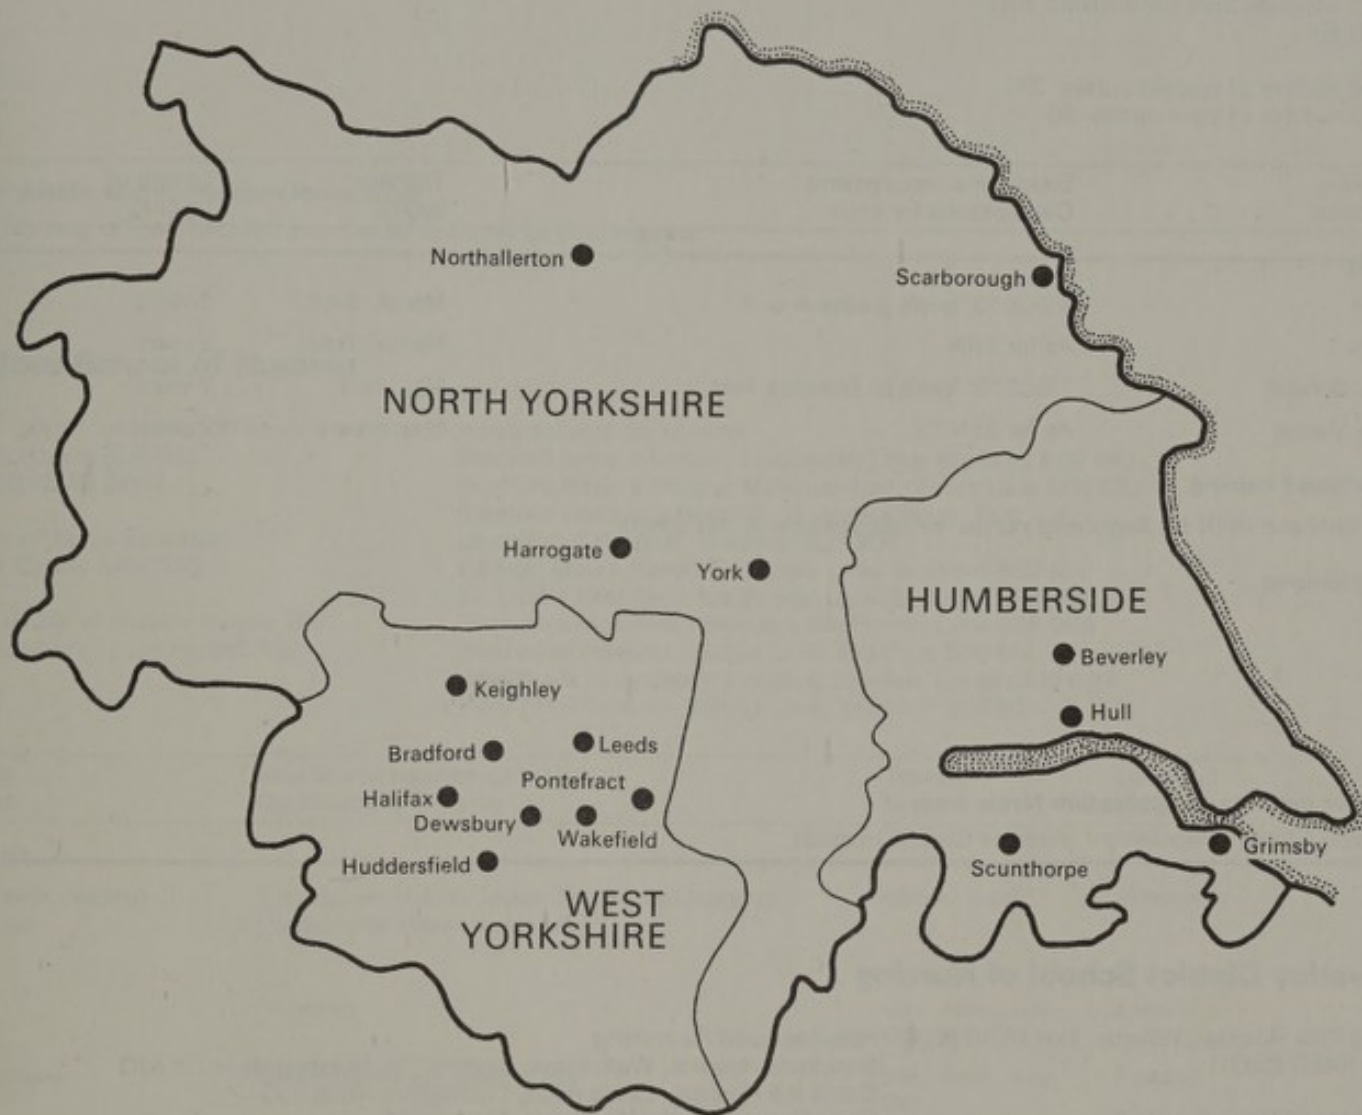 Northallerton
Scarborough
NORTH YORKSHIRE
Harrogate
York
HUMBERSIDE
Beverley
Keighley
Hull
Leeds
Bradford
Pontefract
Halifax
Dewsbury
Wakefield
Grimsby
Scunthorpe
Huddersfield
WEST
YORKSHIRE